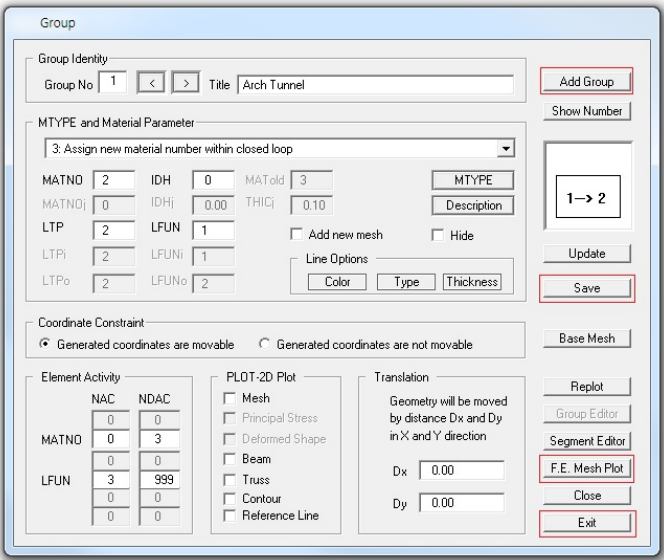 Group
Group Identity
Group No 1 < > Title Arch Tunnel
Add Group
Show Number
MTYPE and Material Parameter
3: Assign new material number within closed loop
MATNO 2 IDH 0 MATold 3 MTYPE
MATNOj 0 IDHj 0.00 THICj 0.10 Description
LTP 2 LFUN 1 Add new mesh Hide
LTPi 2 LFUNi 1 Line Options
LTPo 2 LFUNo 2 Color Type Thickness
1-> 2
Update
Save
Coordinate Constraint
Generated coordinates are movable Generated coordinates are not movable
Base Mesh
Element Activity
NAC NDAC
0 0
MATNO 0 3
0 0
LFUN 3 999
0 0
0 0
PLOT-2D Plot
Mesh
Principal Stress
Deformed Shape
Beam
Truss
Contour
Reference Line
Translation
Geometry will be moved
by distance Dx and Dy
in X and Y direction
Dx 0.00
Dy 0.00
Replot
Group Editor
Segment Editor
F.E. Mesh Plot
Close
Exit